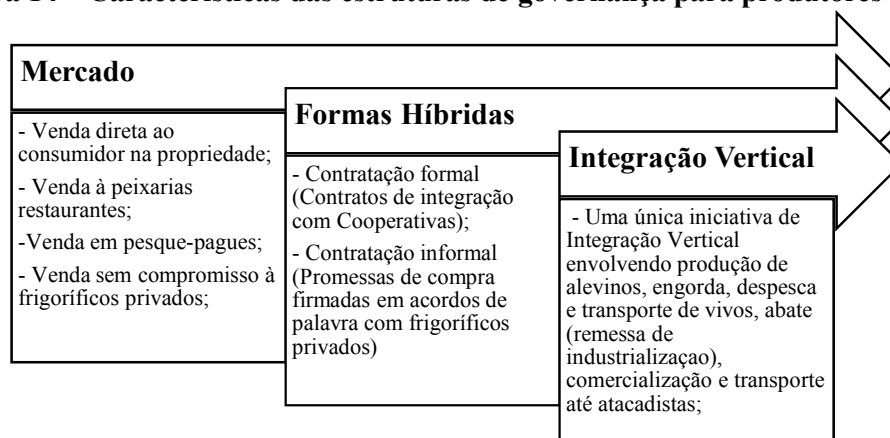 Características das estruturas de governança para produtores
Mercado
- Venda direta ao
consumidor na propriedade;
- Venda à peixarias
restaurantes;
-Venda em pesque-pagues;
- Venda sem compromisso à
frigoríficos privados;
Formas Híbridas
- Contratação formal
(Contratos de integração
com Cooperativas);
- Contratação informal
(Promessas de compra
firmadas em acordos de
palavra com frigoríficos
privados)
Integração Vertical
- Uma única iniciativa de
Integração Vertical
envolvendo produção de
alevinos, engorda, despesca
e transporte de vivos, abate
(remessa de
industrializaçao),
comercialização e transporte
até atacadistas;